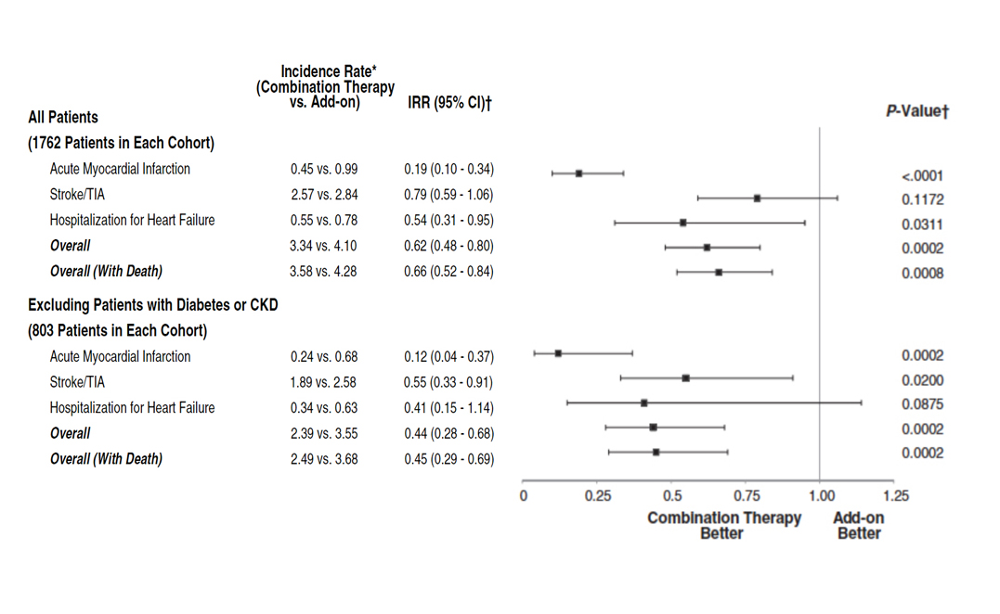 Incidence Rate*
(Combination Therapy
vs. Add-on) IRR (95% CI)† P-Value†
All Patients
(1762 Patients in Each Cohort)
Acute Myocardial Infarction 0.45 vs. 0.99 0.19 (0.10 - 0.34) <.0001
Stroke/TIA 2.57 vs. 2.84 0.79 (0.59 - 1.06) 0.1172
Hospitalization for Heart Failure 0.55 vs. 0.78 0.54 (0.31 - 0.95) 0.0311
Overall 3.34 vs. 4.10 0.62 (0.48 - 0.80) 0.0002
Overall (With Death) 3.58 vs. 4.28 0.66 (0.52 - 0.84) 0.0008
Excluding Patients with Diabetes or CKD
(803 Patients in Each Cohort)
Acute Myocardial Infarction 0.24 vs. 0.68 0.12 (0.04 - 0.37) 0.0002
Stroke/TIA 1.89 vs. 2.58 0.55 (0.33 - 0.91) 0.0200
Hospitalization for Heart Failure 0.34 vs. 0.63 0.41 (0.15 - 1.14) 0.0875
Overall 2.39 vs. 3.55 0.44 (0.28 - 0.68) 0.0002
Overall (With Death) 2.49 vs. 3.68 0.45 (0.29 - 0.69) 0.0002
0 0.25 0.5 0.75 1.00 1.25
Combination Therapy Add-on
Better Better